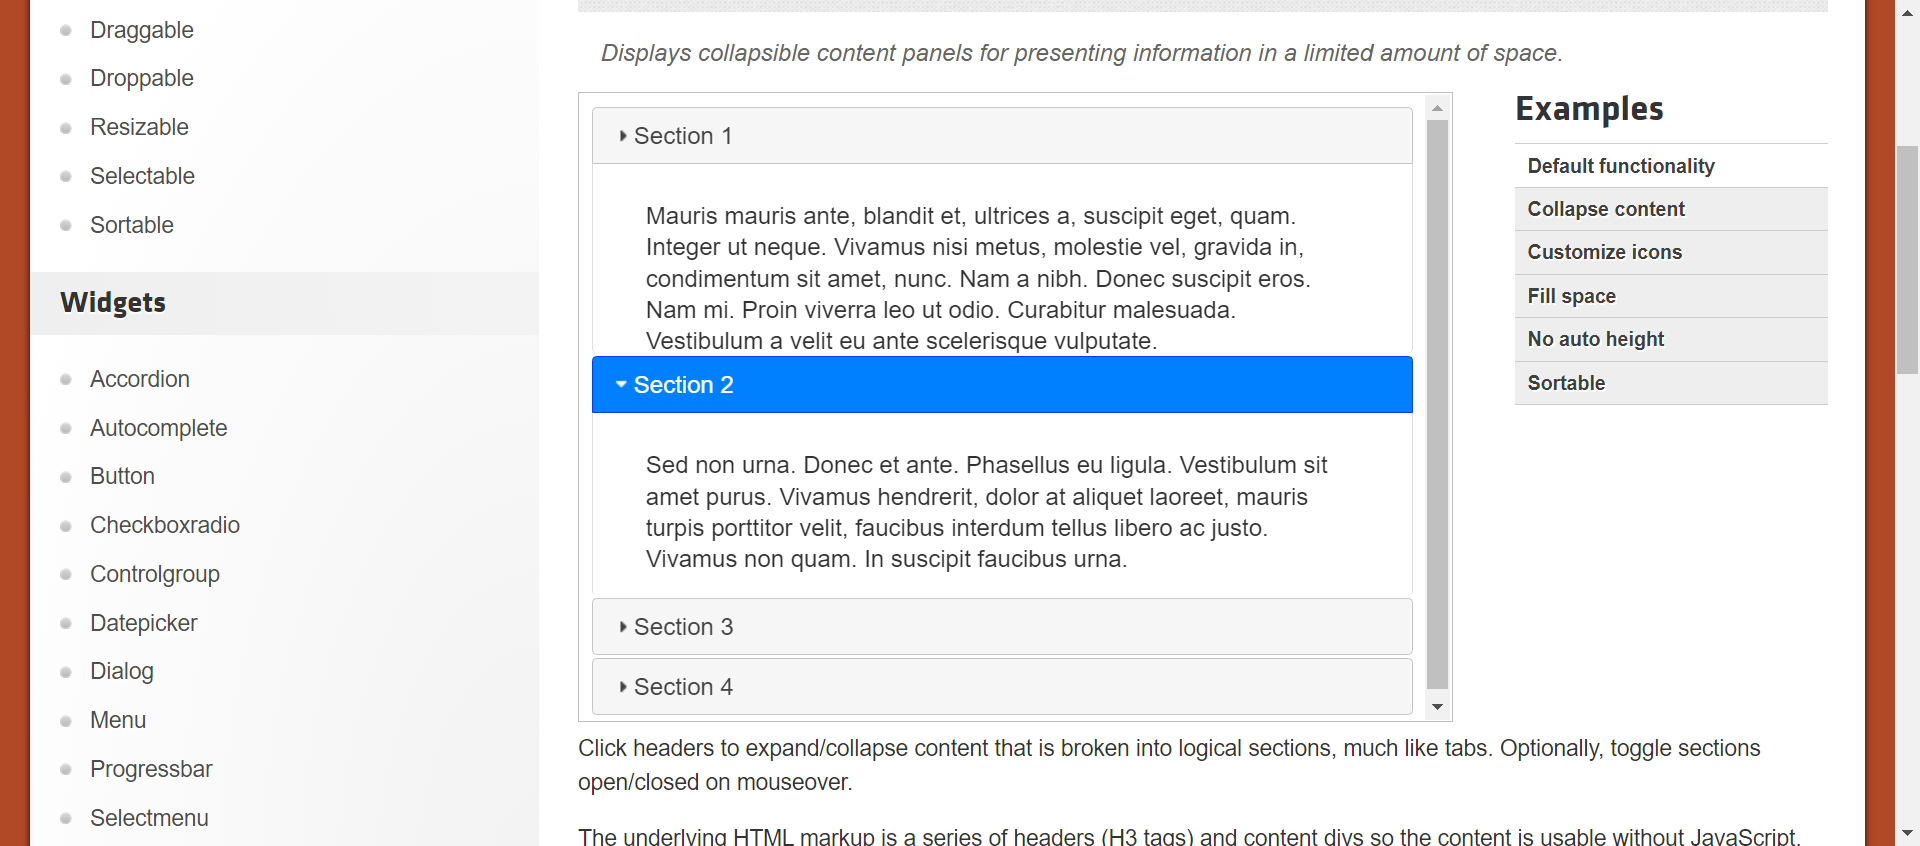 Draggable
Droppable
Resizable
Selectable
Sortable
Widgets
Accordion
Autocomplete
Button
Checkboxradio
Controlgroup
Datepicker
Dialog
Menu
Progressbar
Selectmenu
Displays collapsible content panels for presenting information in a limited amount of space.
Section 1
Mauris mauris ante, blandit et, ultrices a, suscipit eget, quam.
Integer ut neque. Vivamus nisi metus, molestie vel, gravida in,
condimentum sit amet, nunc. Nam a nibh. Donec suscipit eros.
Nam mi. Proin viverra leo ut odio. Curabitur malesuada.
Vestibulum a velit eu ante scelerisque vulputate.
Section 2
Sed non urna. Donec et ante. Phasellus eu ligula. Vestibulum sit
amet purus. Vivamus hendrerit, dolor at aliquet laoreet, mauris
turpis porttitor velit, faucibus interdum tellus libero ac justo.
Vivamus non quam. In suscipit faucibus urna.
Section 3
Section 4
Examples
Default functionality
Collapse content
Customize icons
Fill space
No auto height
Sortable
Click headers to expand/collapse content that is broken into logical sections, much like tabs. Optionally, toggle sections
open/closed on mouseover.
The underlying HTML markup is a series of headers (H3 tags) and content divs so the content is usable without JavaScript.